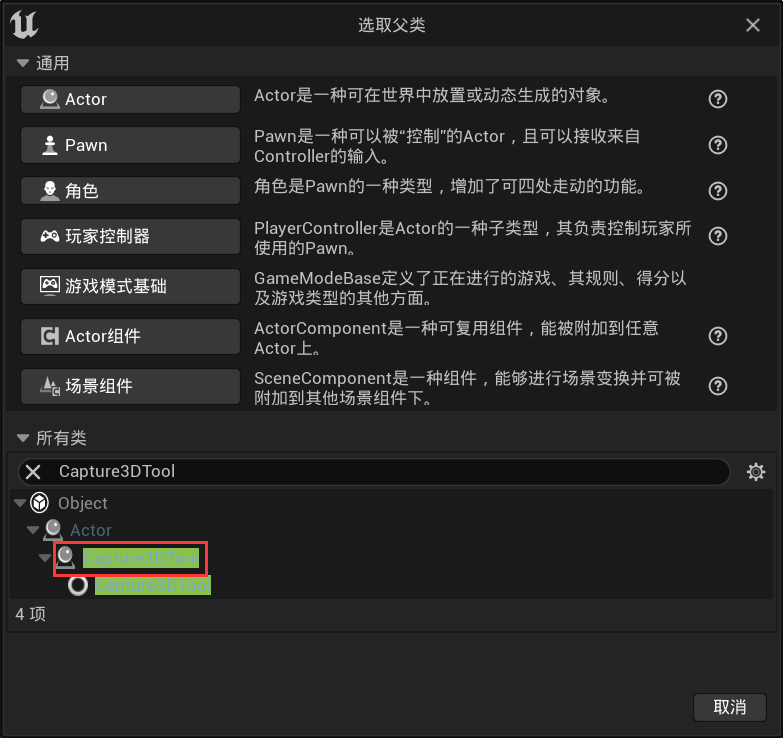 选取父类
通用
Actor
Actor是一种可在世界中放置或动态生成的对象。
Pawn
Pawn是一种可以被“控制”的Actor，且可以接收来自
Controller的输入。
角色
角色是Pawn的一种类型，增加了可四处走动的功能。
玩家控制器
PlayerController是Actor的一种子类型，其负责控制玩家所
使用的Pawn。
游戏模式基础
GameModeBase定义了正在进行的游戏、其规则、得分以
及游戏类型的其他方面。
Actor组件
ActorComponent是一种可复用组件，能被附加到任意
Actor上。
场景组件
SceneComponent是一种组件，能够进行场景变换并可被
附加到其他场景组件下。
所有类
Capture3DTool
Object
Actor
Capture3DTool
Capture3DTool
4 项
取消